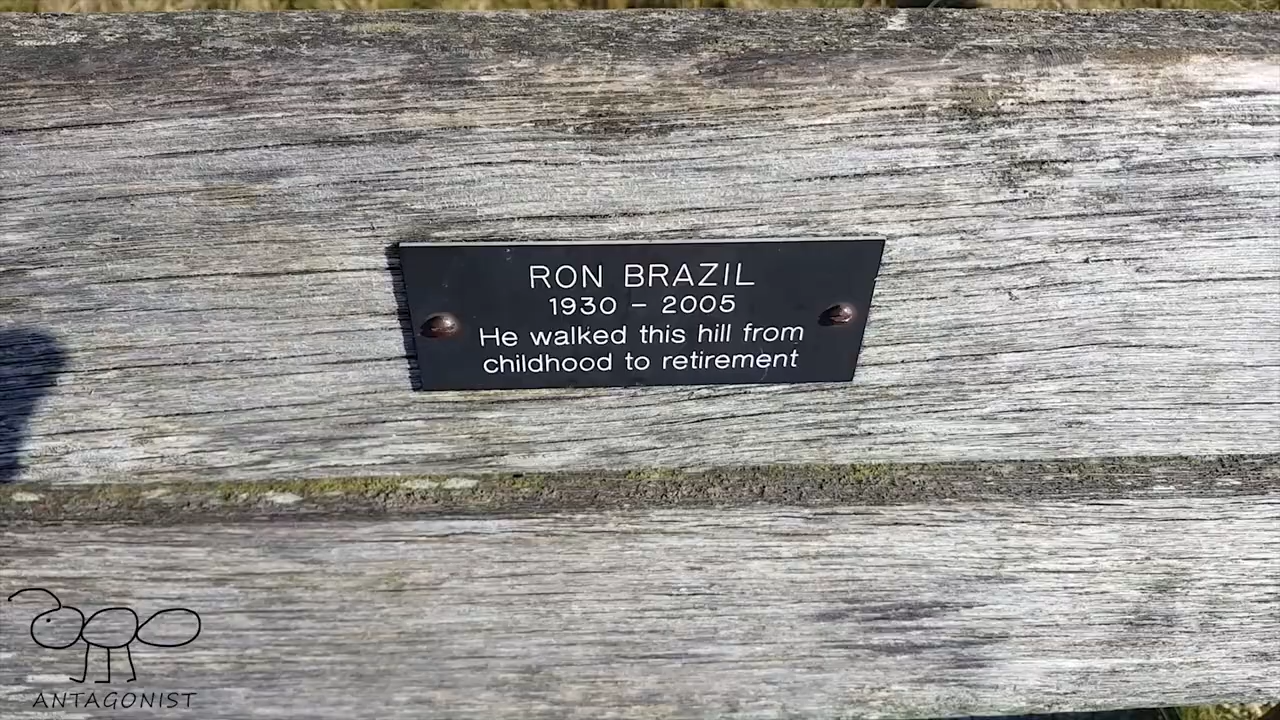 RON BRAZIL
1930 - 2005
He walked this hill from
childhood to retirement
ANTAGONIST